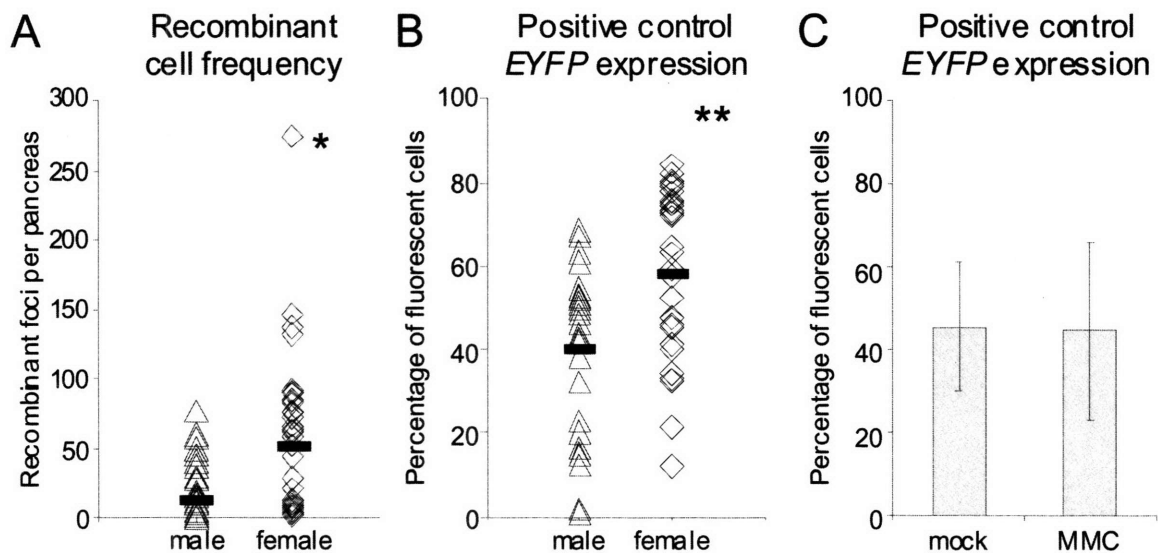 A
Recombinant
cell frequency
Recombinant foci per pancreas
300
250
200
150
100
50
0
*
male
female
B
Positive control
EYFP expression
Percentage of fluorescent cells
100
80
60
40
20
0
**
male
female
C
Positive control
EYFP expression
Percentage of fluorescent cells
100
80
60
40
20
0
mock
MMC